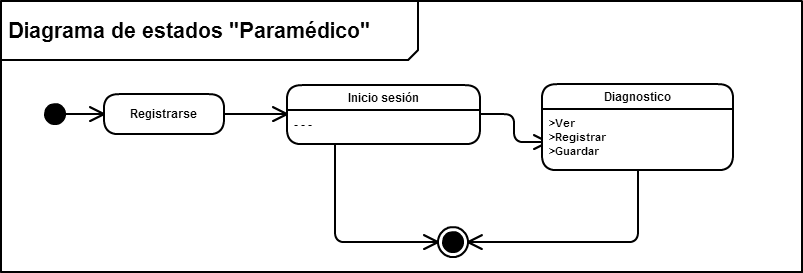 Diagrama de estados "Paramédico"
Registrarse
Inicio sesión
- - -
Diagnostico
>Ver
>Registrar
>Guardar